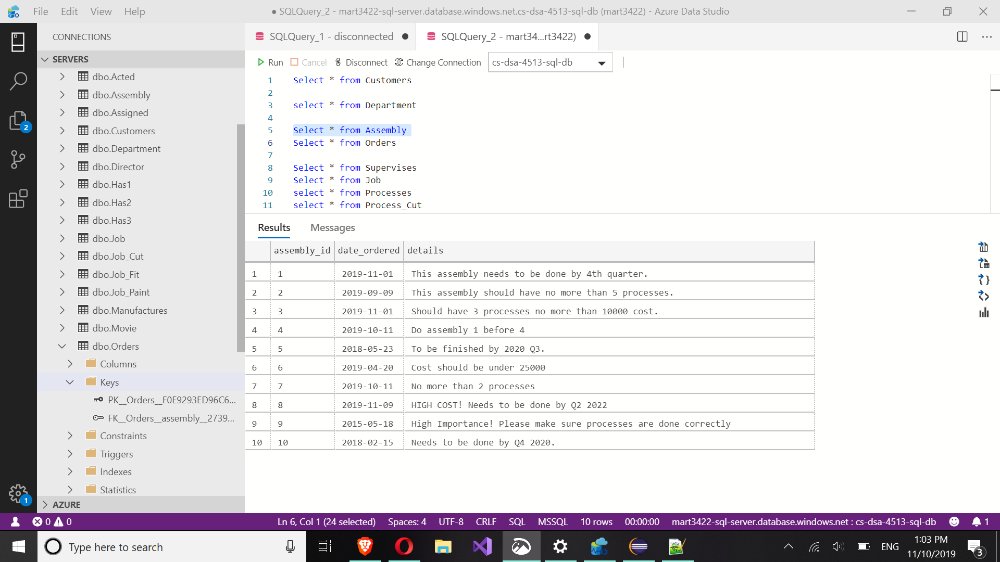 File Edit View Help
● SQLQuery_2 - mart3422-sql-server.database.windows.net.cs-dsa-4513-sql-db (mart3422) - Azure Data Studio
CONNECTIONS
SERVERS
dbo.Acted
dbo.Assembly
dbo.Assigned
dbo.Customers
dbo.Department
dbo.Director
dbo.Has1
dbo.Has2
dbo.Has3
dbo.Job
dbo.Job_Cut
dbo.Job_Fit
dbo.Job_Paint
dbo.Manufactures
dbo.Movie
dbo.Orders
Columns
Keys
PK__Orders__F0E9293ED96C6...
FK__Orders__assembly__2739...
Constraints
Triggers
Indexes
Statistics
AZURE
2
1
SQLQuery_1 - disconnected ●
SQLQuery_2 - mart34...rt3422) ●
Run Cancel Disconnect Change Connection cs-dsa-4513-sql-db
1 Select * from Customers
2
3 select * from Department
4
5 Select * from Assembly
6 Select * from Orders
7
8 Select * from Supervises
9 Select * from Job
10 select * from Processes
11 select * from Process_Cut
Results Messages
assembly_id date_ordered details
1 1 2019-11-01 This assembly needs to be done by 4th quarter.
2 2 2019-09-09 This assembly should have no more than 5 processes.
3 3 2019-11-01 Should have 3 processes no more than 10000 cost.
4 4 2019-10-11 Do assembly 1 before 4
5 5 2018-05-23 To be finished by 2020 Q3.
6 6 2019-04-20 Cost should be under 25000
7 7 2019-10-11 No more than 2 processes
8 8 2019-11-09 HIGH COST! Needs to be done by Q2 2022
9 9 2015-05-18 High Importance! Please make sure processes are done correctly
10 10 2018-02-15 Needs to be done by Q4 2020.
0 0 Ln 6, Col 1 (24 selected) Spaces: 4 UTF-8 CRLF SQL MSSQL 10 rows 00:00:00 mart3422-sql-server.database.windows.net : cs-dsa-4513-sql-db 1
Type here to search
ENG
1:03 PM
11/10/2019
3